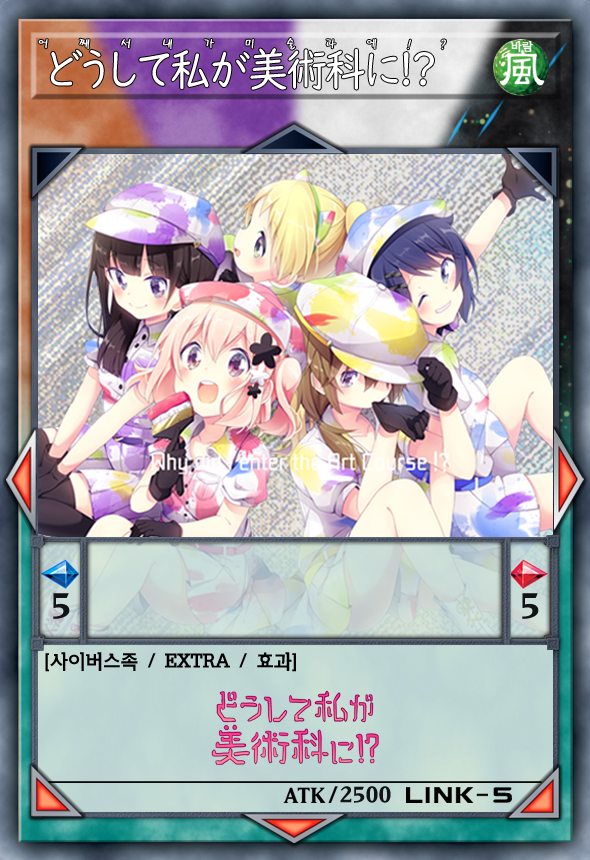 어째서내가미술과에!?
どうして私が美術科に!?
바람
風
Why did I enter the Art Course !?
5
5
[사이버스족 / EXTRA / 효과]
どうして私が
美術科に!?
ATK/2500 LINK-5